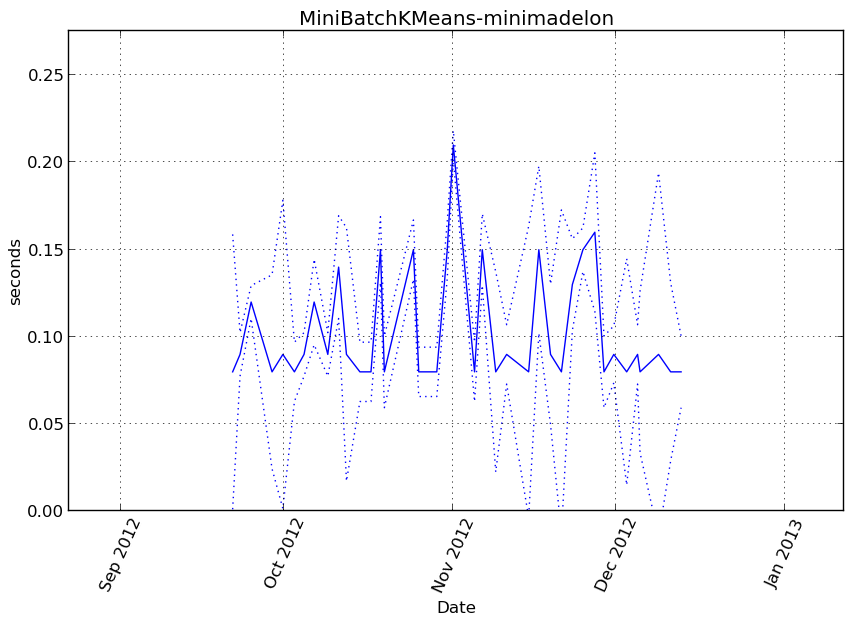 MiniBatchKMeans-minimadelon
0.25
0.20
0.15
0.10
0.05
0.00
seconds
Sep 2012
Oct 2012
Nov 2012
Dec 2012
Jan 2013
Date